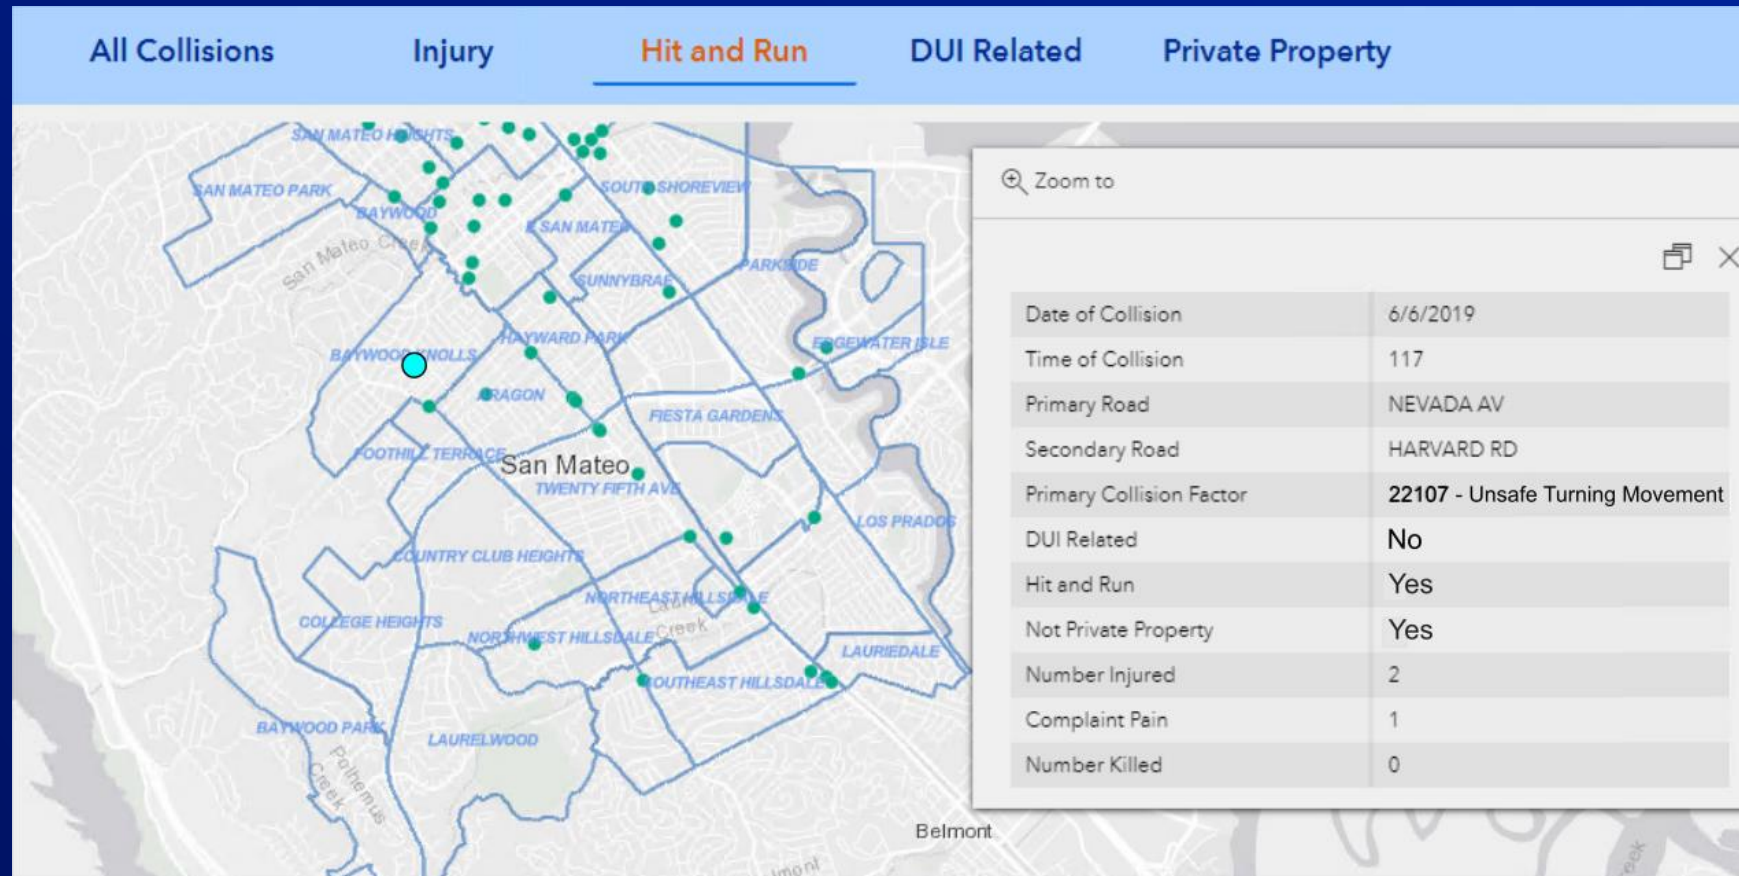 All Collisions Injury Hit and Run DUI Related Private Property
SAN MATEO HEIGHTS
SAN MATEO PARK
SOUTH SHOREVIEW
BAYWOOD
E SAN MATEO
San Mateo Creek
PARKSIDE
SUNNYBRAE
HAYWARD PARK
EDGEWATER ISLE
BAYWOOD KNOLLS
ARAGON
FIESTA GARDENS
FOOTHILL TERRACE
San Mateo
TWENTY FIFTH AVE
LOS PRADOS
COUNTRY CLUB HEIGHTS
NORTHEAST HILLSDALE
Laurel
Creek
COLLEGE HEIGHTS
NORTHWEST HILLSDALE
LAURIEDALE
SOUTHEAST HILLSDALE
BAYWOOD PARK
LAURELWOOD
Polhemus
Creek
Belmont
Zoom to
Date of Collision 6/6/2019
Time of Collision 117
Primary Road NEVADA AV
Secondary Road HARVARD RD
Primary Collision Factor 22107 - Unsafe Turning Movement
DUI Related No
Hit and Run Yes
Not Private Property Yes
Number Injured 2
Complaint Pain 1
Number Killed 0